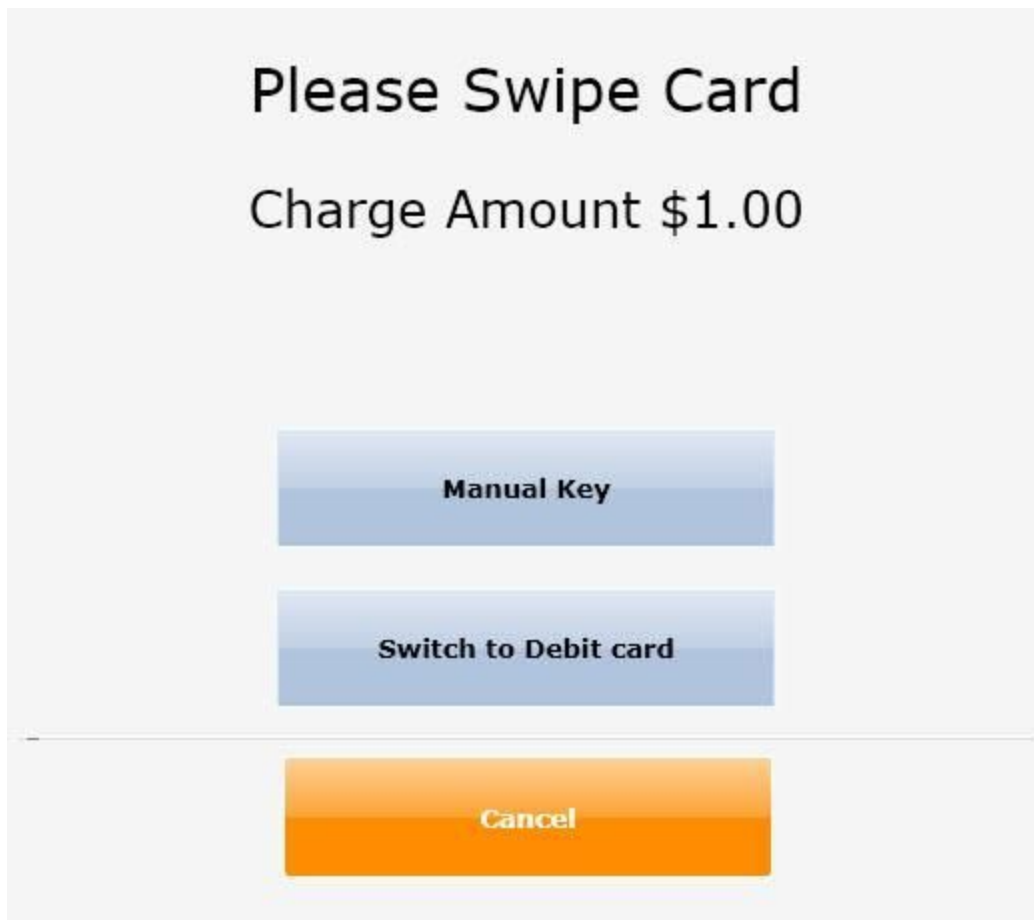 Please Swipe Card
Charge Amount $1.00
Manual Key
Switch to Debit card
Cancel